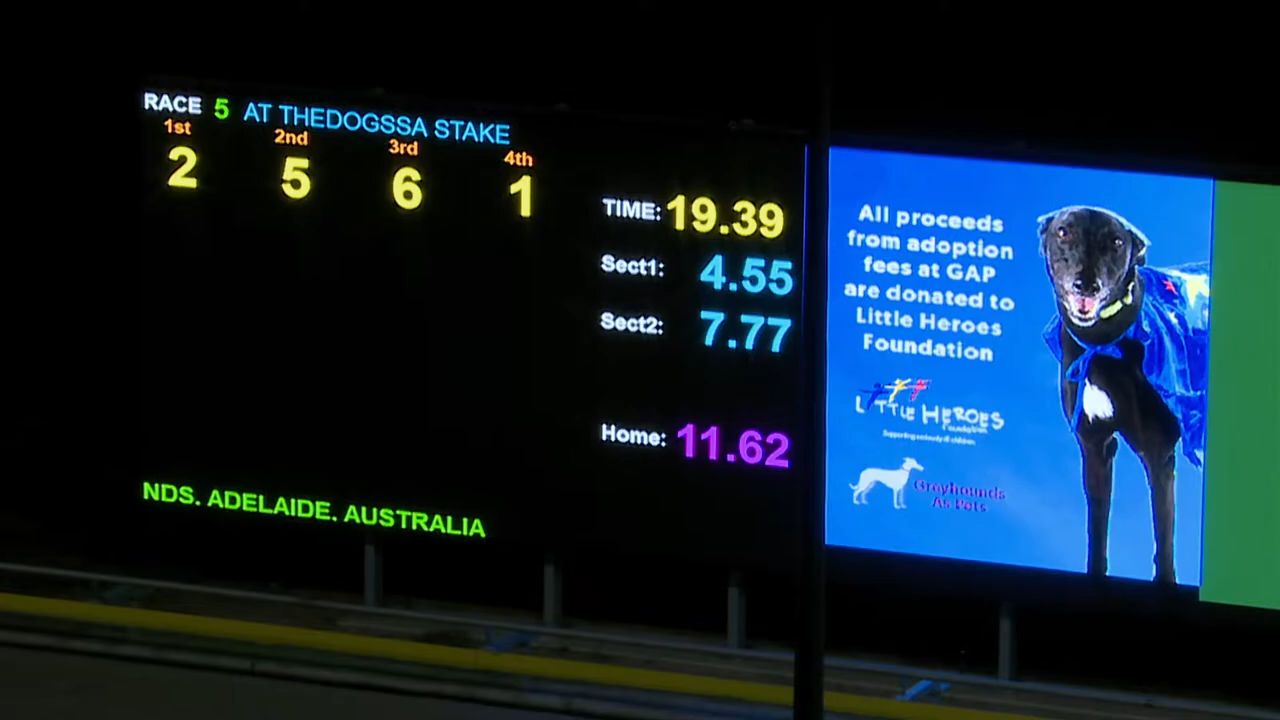 RACE 5 AT THEDOGSSA STAKE
1st 2nd 3rd 4th
2 5 6 1
TIME: 19.39
Sect1: 4.55
Sect2: 7.77
Home: 11.62
NDS. ADELAIDE. AUSTRALIA
All proceeds
from adoption
fees at GAP
are donated to
Little Heroes
Foundation
LITTLE HEROES
Foundation
Greyhounds
As Pets